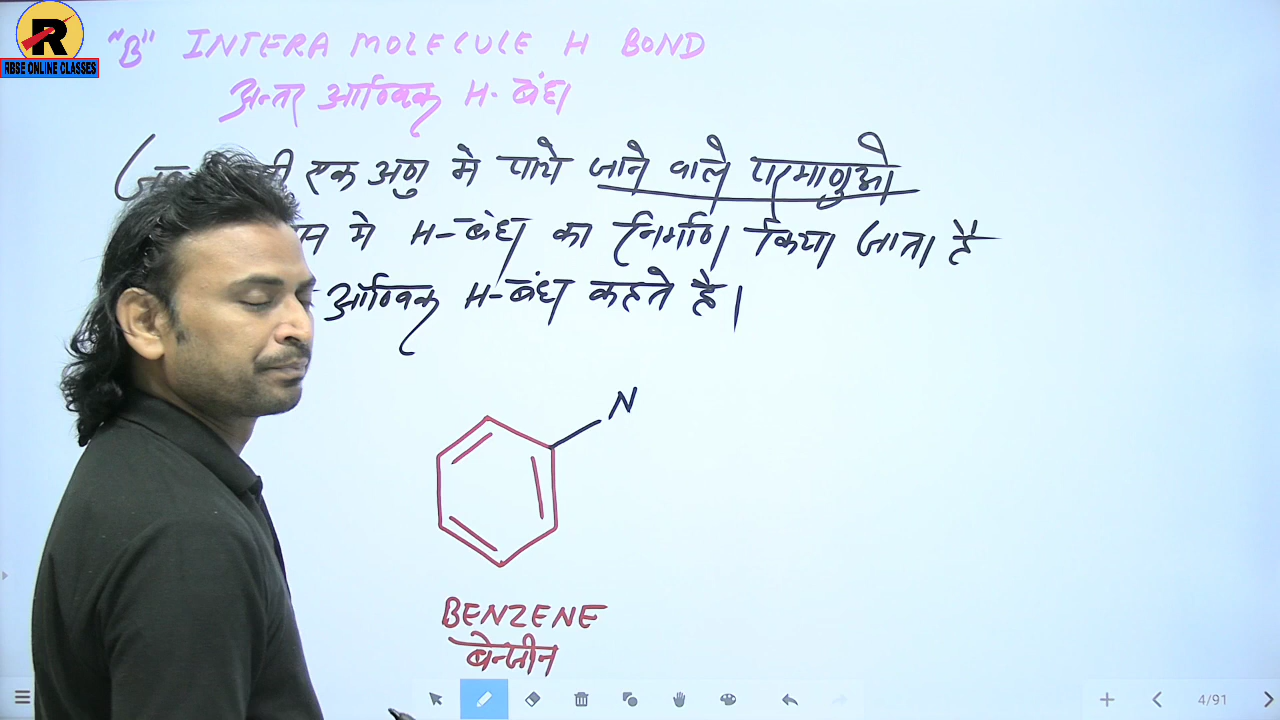 R
RBSE ONLINE CLASSES
"B" INTERA MOLECULE H BOND
अन्तर आण्विक H-बंध
एक अणु मे पाये जाने वाले परमाणुओ
मे H-बंध का निर्माण किया जाता है
आण्विक H-बंध कहते है।
N
BENZENE
बेन्जीन
4/91